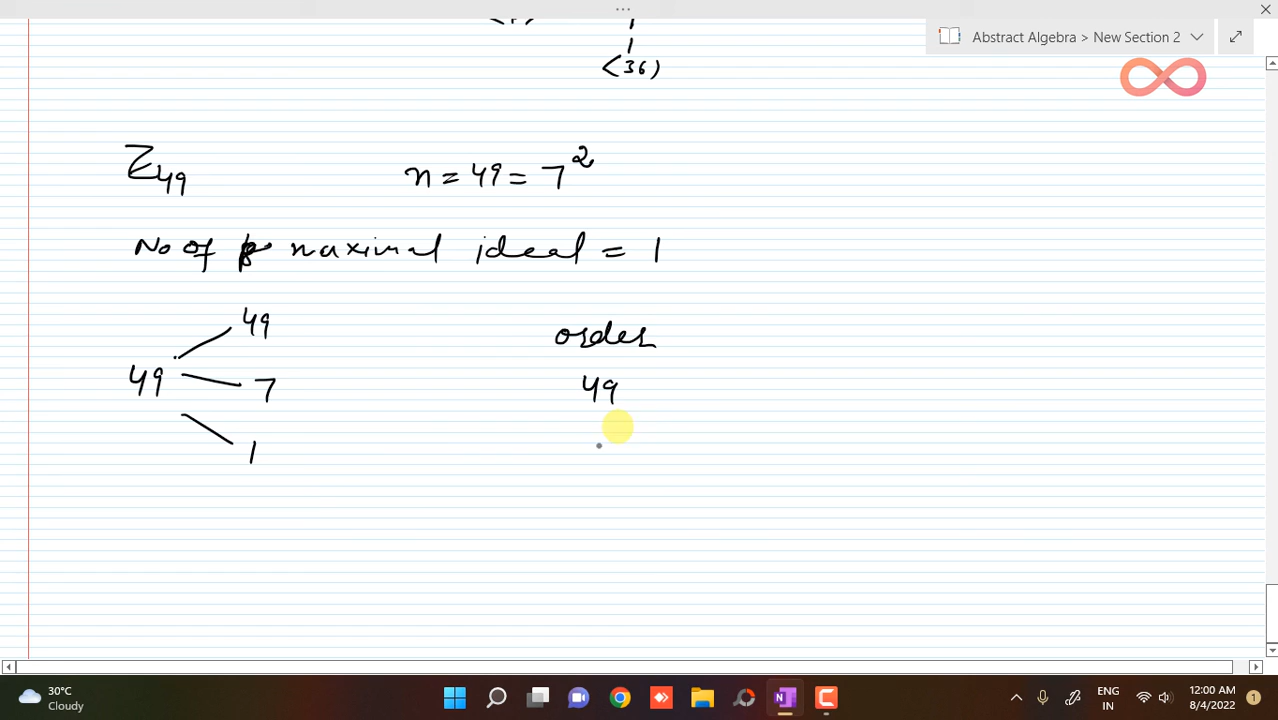 ...
Abstract Algebra > New Section 2
<36)
Z49 n = 49 = 7²
No of maximal ideal = 1
49 order
49 7 49
1
30°C
Cloudy
ENG
IN
12:00 AM
8/4/2022
1